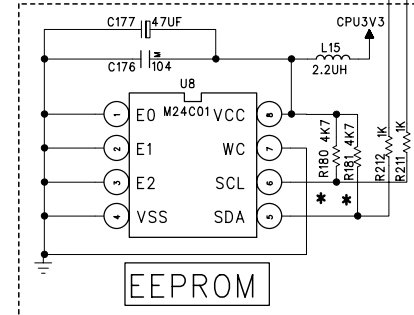 C177 47UF
CPU3V3
L15
C176 104
2.2UH
U8
M24C01
1 E0 VCC 8
2 E1 WC 7
3 E2 SCL 6
4 VSS SDA 5
R180 4K7
R181 4K7
R212 1K
R211 1K
* *
EEPROM